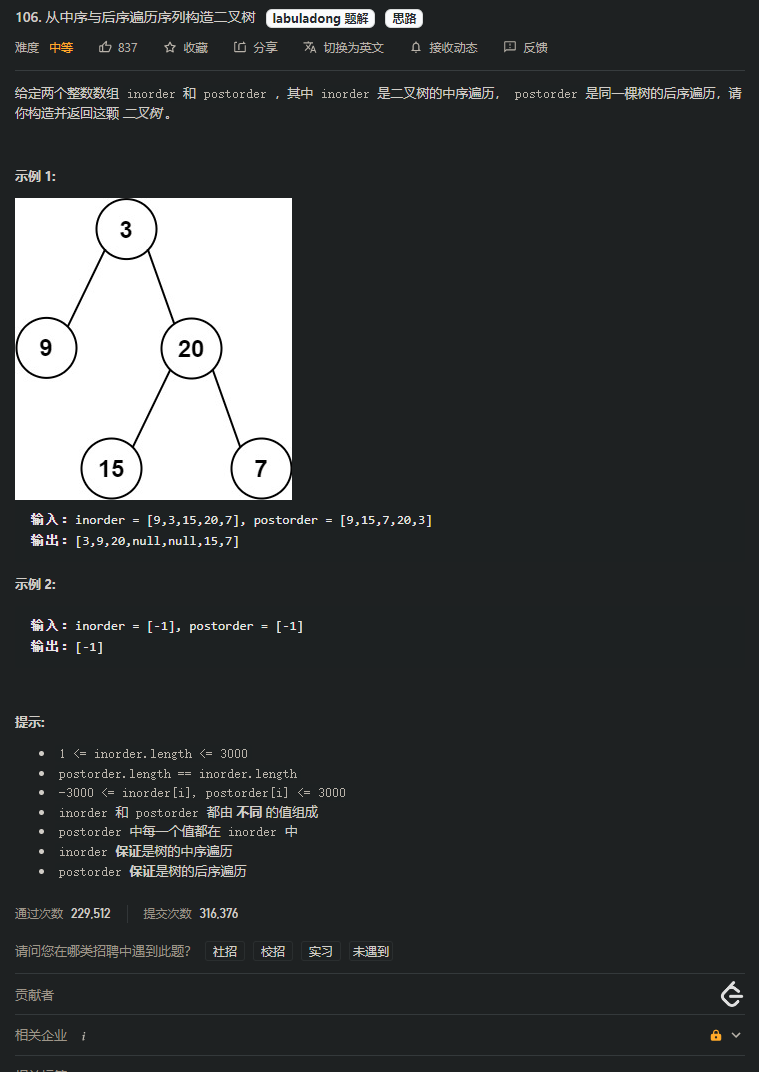 106. 从中序与后序遍历序列构造二叉树 labuladong 题解 思路
难度 中等 837 收藏 分享 切换为英文 接收动态 反馈
给定两个整数数组 inorder 和 postorder ，其中 inorder 是二叉树的中序遍历， postorder 是同一棵树的后序遍历，请
你构造并返回这颗 二叉树 。
示例 1:
3
9
20
15
7
输入：inorder = [9,3,15,20,7], postorder = [9,15,7,20,3]
输出：[3,9,20,null,null,15,7]
示例 2:
输入：inorder = [-1], postorder = [-1]
输出：[-1]
提示:
1 <= inorder.length <= 3000
postorder.length == inorder.length
-3000 <= inorder[i], postorder[i] <= 3000
inorder 和 postorder 都由 不同 的值组成
postorder 中每一个值都在 inorder 中
inorder 保证是树的中序遍历
postorder 保证是树的后序遍历
通过次数 229,512 提交次数 316,376
请问您在哪类招聘中遇到此题？ 社招 校招 实习 未遇到
贡献者
相关企业 i